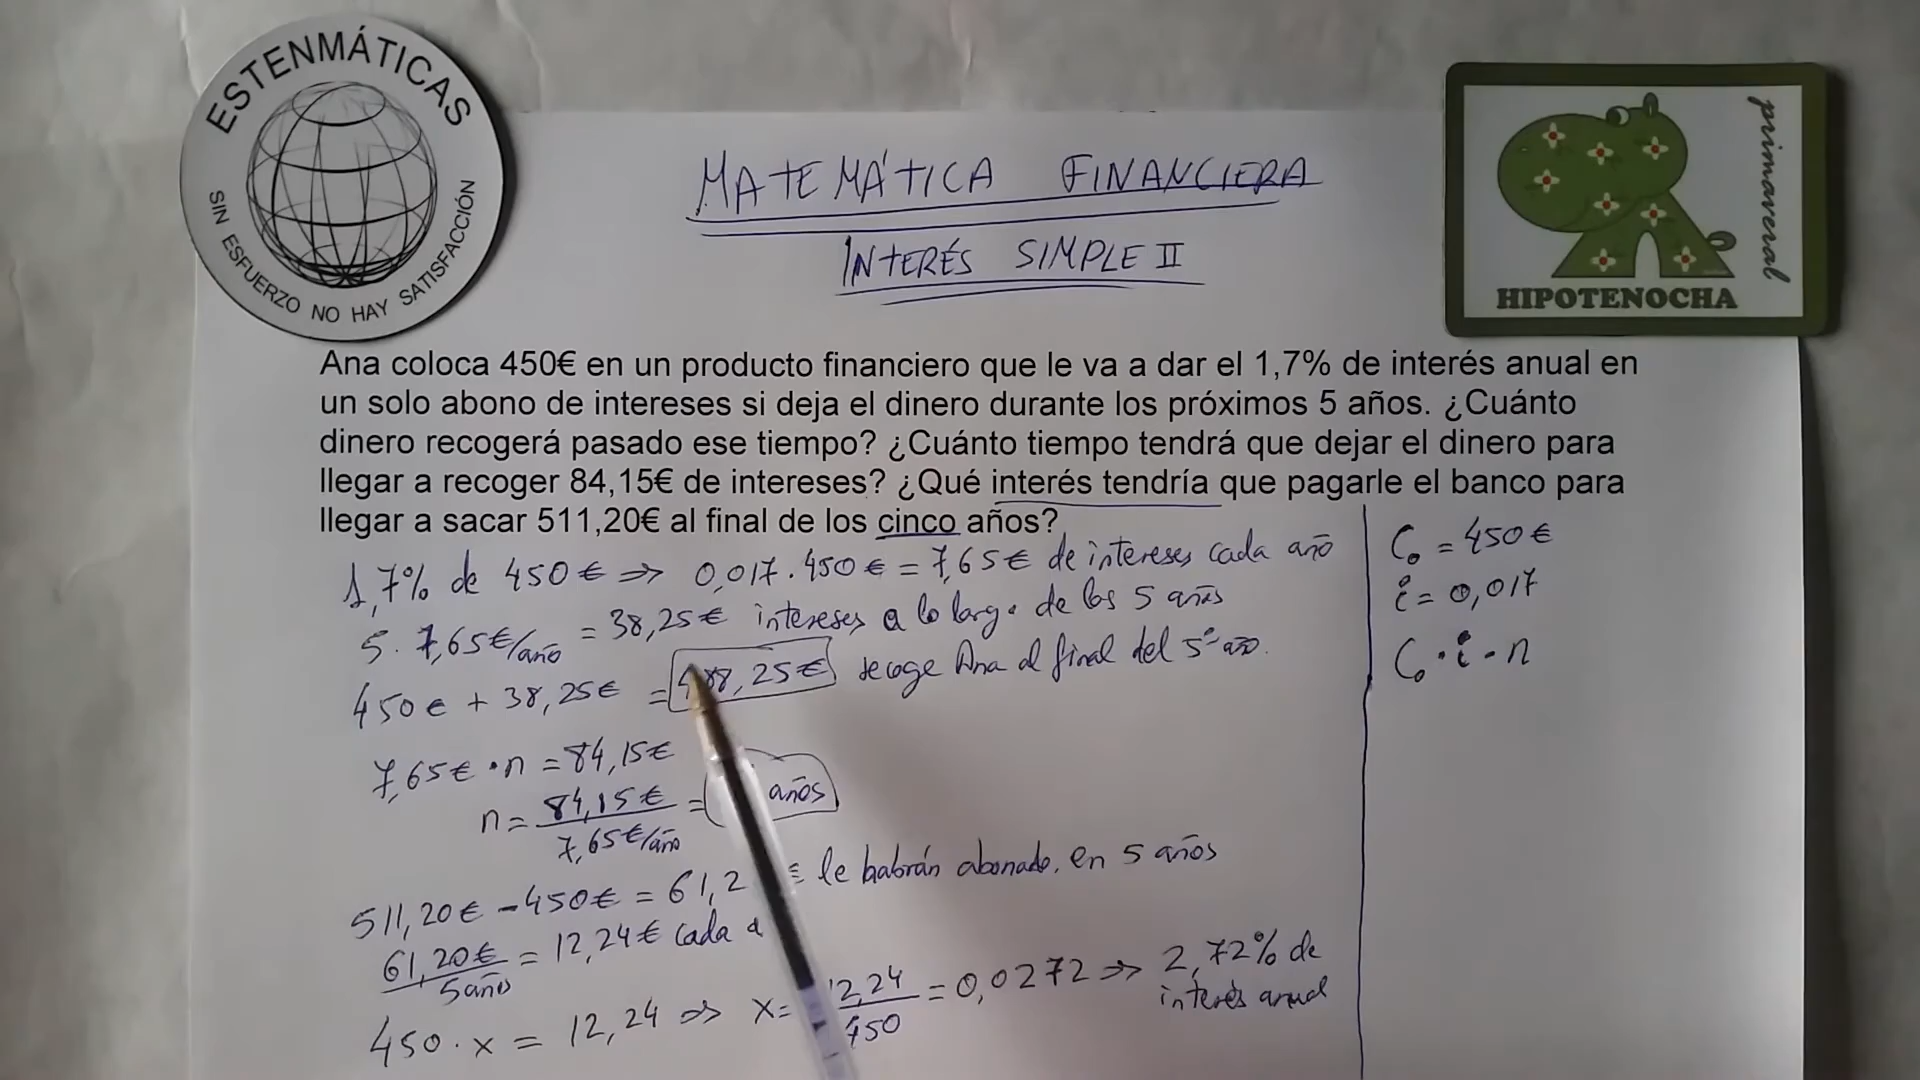 ESTENMÁTICAS
SIN ESFUERZO NO HAY SATISFACCIÓN
primaveral
HIPOTENOCHA
MATEMÁTICA FINANCIERA
INTERÉS SIMPLE II
Ana coloca 450€ en un producto financiero que le va a dar el 1,7% de interés anual en
un solo abono de intereses si deja el dinero durante los próximos 5 años. ¿Cuánto
dinero recogerá pasado ese tiempo? ¿Cuánto tiempo tendrá que dejar el dinero para
llegar a recoger 84,15€ de intereses? ¿Qué interés tendría que pagarle el banco para
llegar a sacar 511,20€ al final de los cinco años?
1,7% de 450€ => 0,017 · 450€ = 7,65€ de intereses cada año
5 · 7,65€/año = 38,25€ intereses a lo largo de los 5 años
450€ + 38,25€ = 488,25€ recoge Ana al final del 5º año.
7,65€ · n = 84,15€
n = 84,15€ / 7,65€/año = años
511,20€ - 450€ = 61,2 € le habrán abonado, en 5 años
61,20€ / 5 años = 12,24€ cada a
450 · x = 12,24 => x = 12,24 / 450 = 0,0272 => 2,72% de
interés anual
C₀ = 450€
i = 0,017
C₀ · i · n